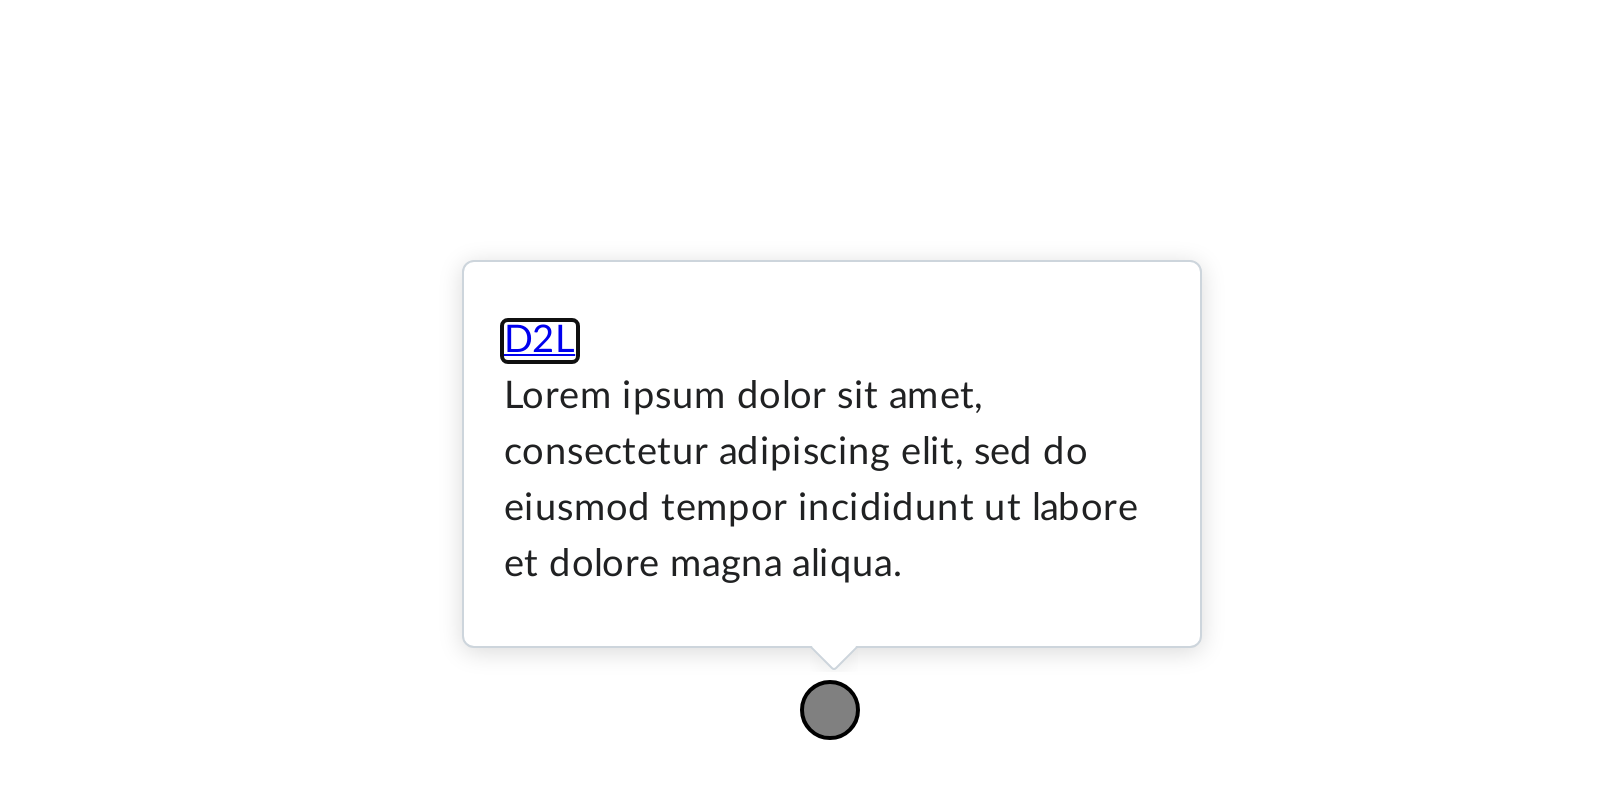 D2L
Lorem ipsum dolor sit amet,
consectetur adipiscing elit, sed do
eiusmod tempor incididunt ut labore
et dolore magna aliqua.